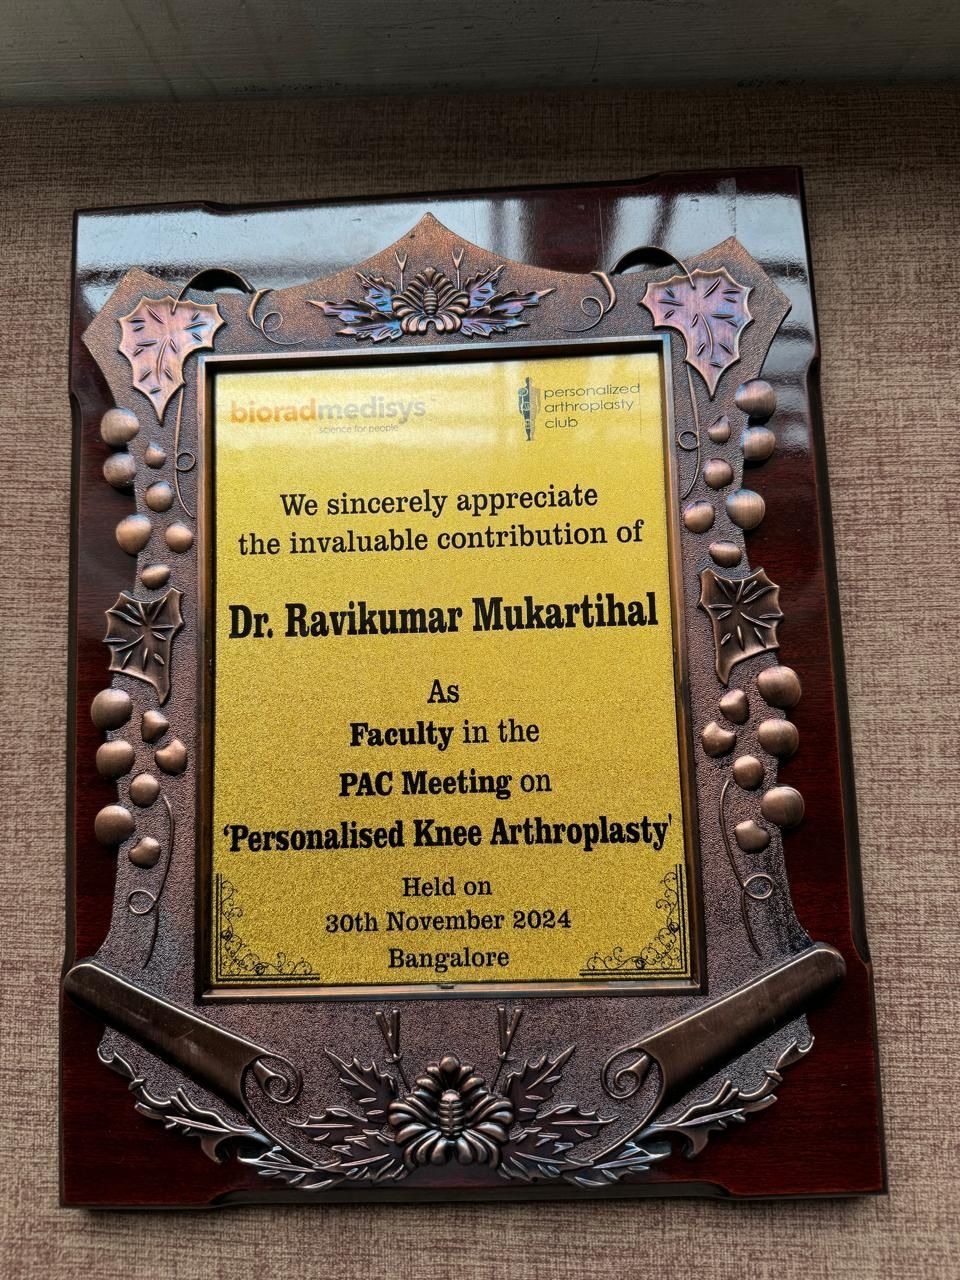 bioradmedisys
science for people
personalized
arthroplasty
club
We sincerely appreciate
the invaluable contribution of
Dr. Ravikumar Mukartihal
As
Faculty in the
PAC Meeting on
‘Personalised Knee Arthroplasty'
Held on
30th November 2024
Bangalore